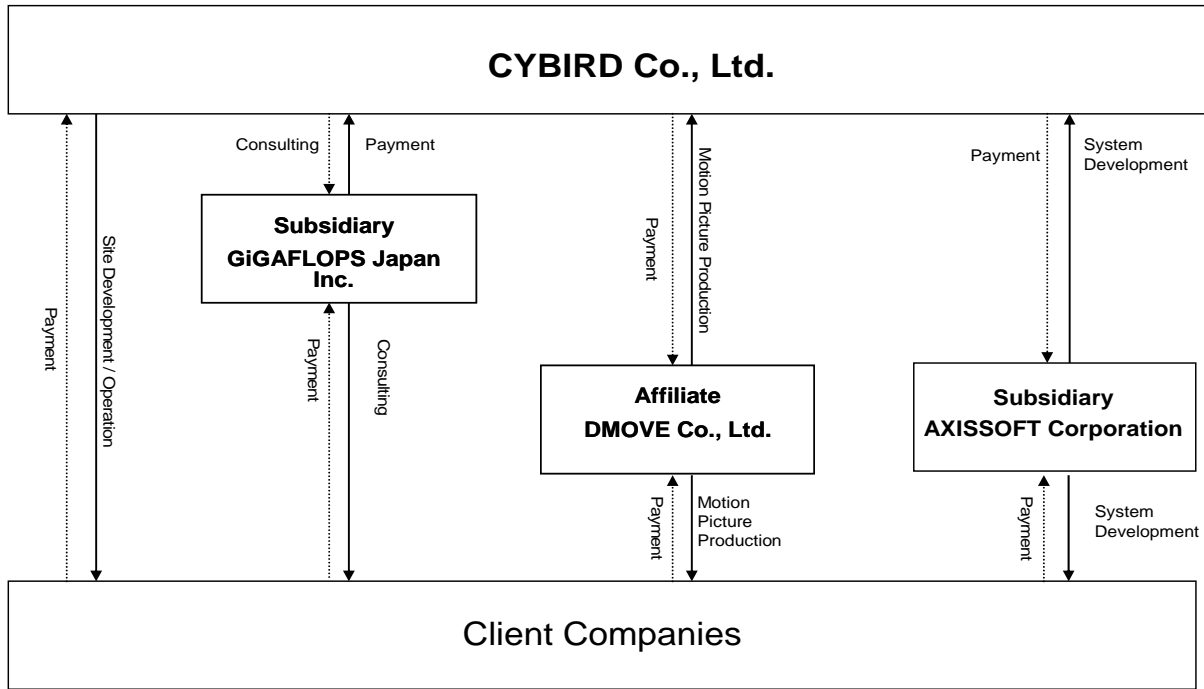 CYBIRD Co., Ltd.
Payment
Site Development / Operation
Consulting
Payment
Subsidiary
GiGAFLOPS Japan
Inc.
Payment
Consulting
Payment
Motion Picture Production
Affiliate
DMOVE Co., Ltd.
Payment
Motion
Picture
Production
Payment
System
Development
Subsidiary
AXISSOFT Corporation
Payment
System
Development
Client Companies